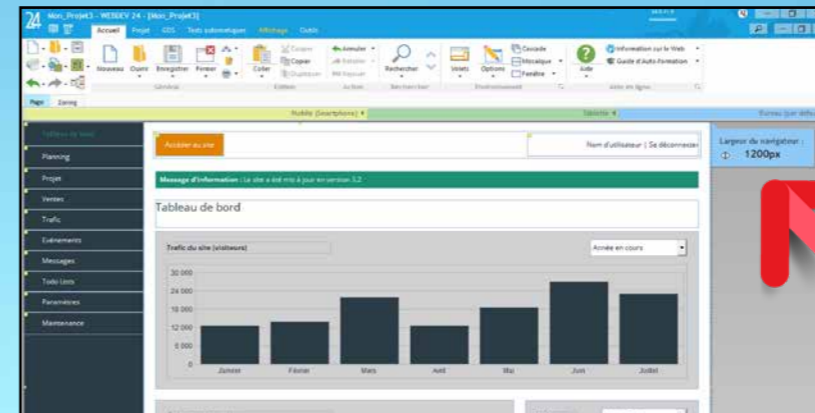 24 Mon_Projet3 - WEBDEV 24 - [Mon_Projet3]
Accueil Projet GDS Tests automatiques Affichage Outils
Nouveau Ouvrir Enregistrer Fermer Coller Couper Copier Dupliquer Annuler Rétablir Rechercher Volets Options Cascade Mosaïque Fenêtre Aide Information sur le Web Guide d'Auto-Formation
Général Edition Action Rechercher Environnement Aide en ligne
Page Zoning
Mobile (Smartphone) Tablette Bureau (par défaut
Tableau de bord
Accéder au site
Nom d'utilisateur | Se déconnecter
Largeur du navigateur :
1200px
Planning
Projet
Message d'information : Le site a été mis à jour en version 3.2
Ventes
Tableau de bord
Trafic
Evénements
Trafic du site (visiteurs)
Année en cours
Messages
Todo Lists
Paramètres
Maintenance
30 000
24 000
18 000
12 000
6 000
0
Janvier Février Mars Avril Mai Juin Juillet